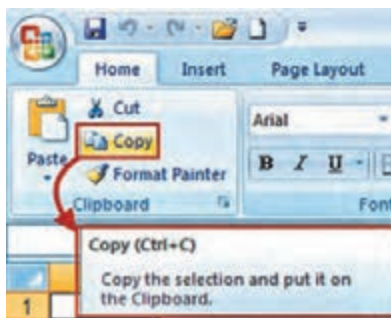 Home Insert Page Layout
Cut
Copy
Paste
Format Painter
Clipboard
Arial
B I U
Font
Copy (Ctrl+C)
Copy the selection and put it on
the Clipboard.
1